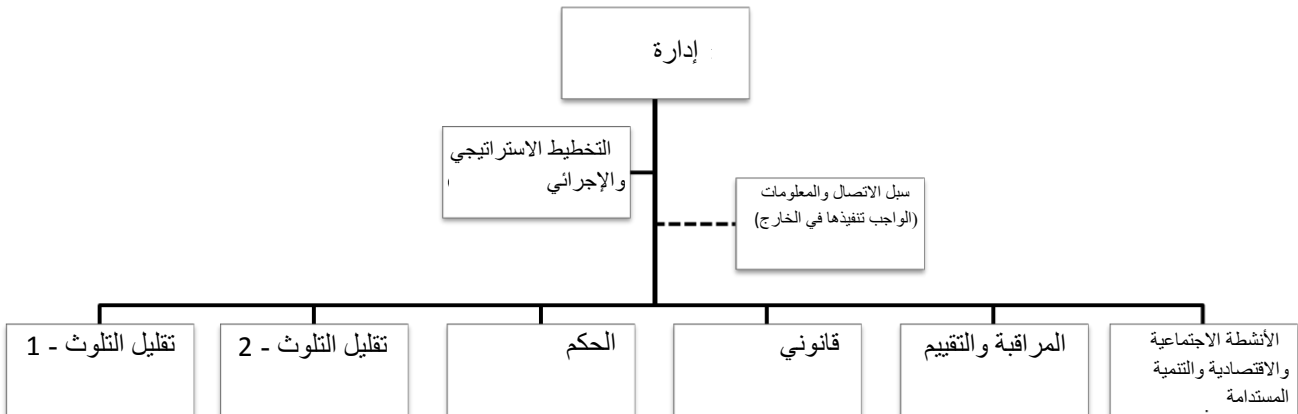 إدارة
التخطيط الاستراتيجي
والإجرائي
سبل الاتصال والمعلومات
(الواجب تنفيذها في الخارج)
الأنشطة الاجتماعية
والاقتصادية والتنمية
المستدامة
المراقبة والتقييم
قانوني
الحكم
تقليل التلوث - 2
تقليل التلوث - 1